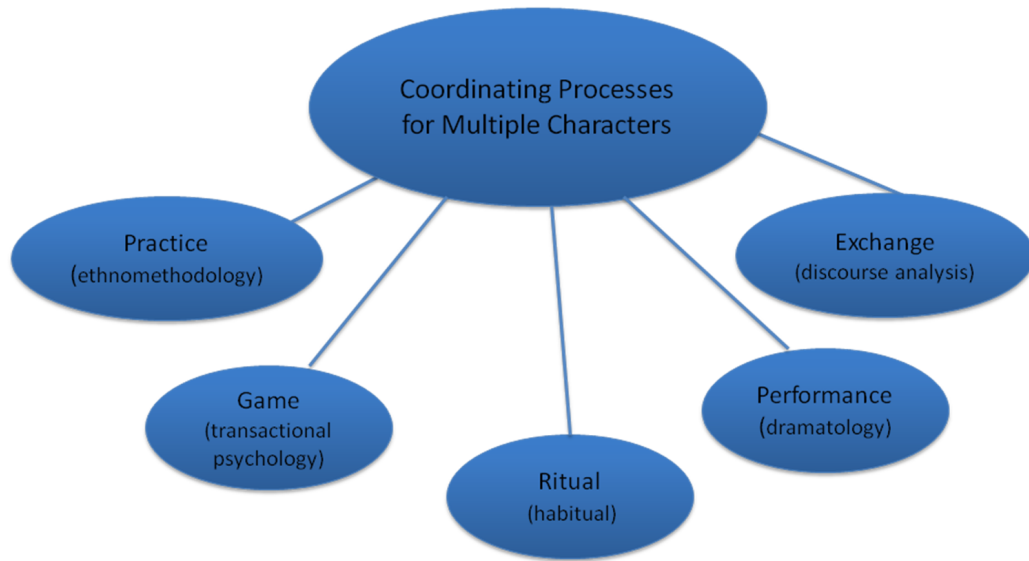 Coordinating Processes
for Multiple Characters
Practice
(ethnomethodology)
Game
(transactional
psychology)
Ritual
(habitual)
Performance
(dramatology)
Exchange
(discourse analysis)